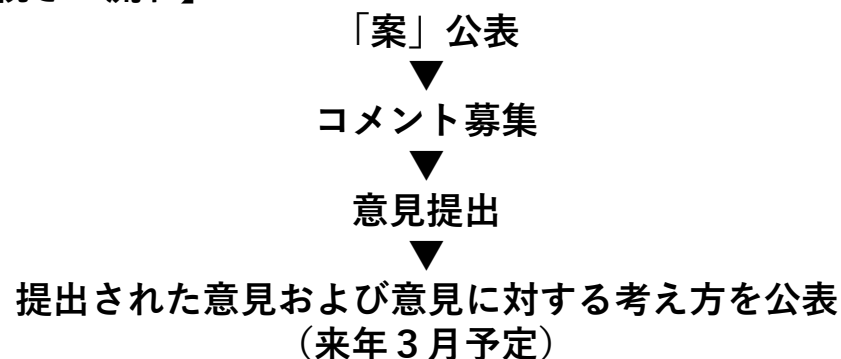 「案」公表
▼
コメント募集
▼
意見提出
▼
提出された意見および意見に対する考え方を公表
（来年３月予定）